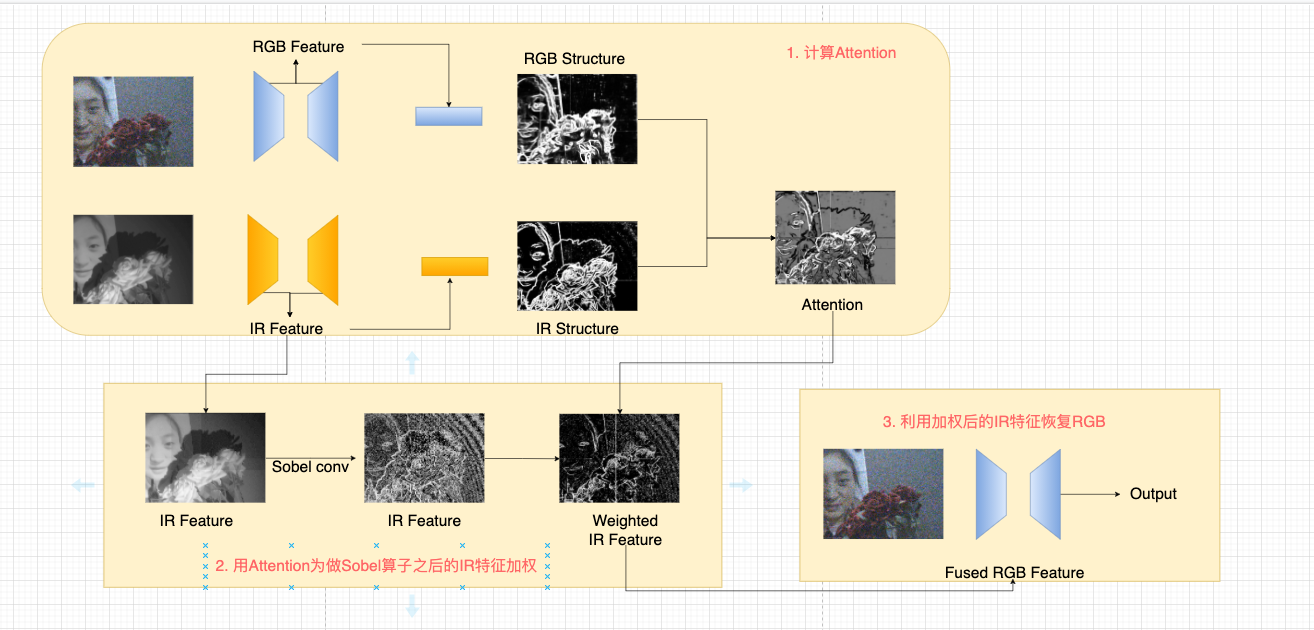 RGB Feature
RGB Structure
1. 计算Attention
IR Feature
IR Structure
Attention
Sobel conv
IR Feature
IR Feature
Weighted
IR Feature
2. 用Attention为做Sobel算子之后的IR特征加权
3. 利用加权后的IR特征恢复RGB
Output
Fused RGB Feature